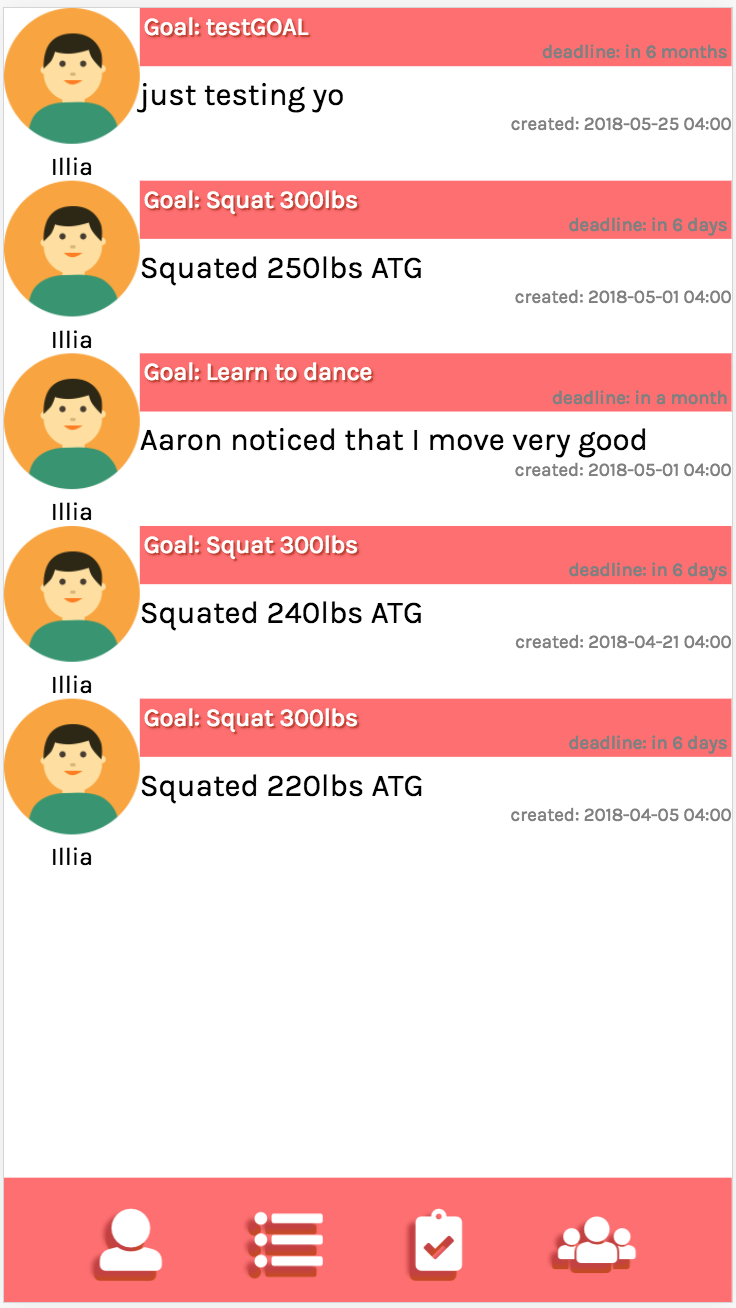 Goal: testGOAL
deadline: in 6 months
just testing yo
created: 2018-05-25 04:00
Illia
Goal: Squat 300lbs
deadline: in 6 days
Squated 250lbs ATG
created: 2018-05-01 04:00
Illia
Goal: Learn to dance
deadline: in a month
Aaron noticed that I move very good
created: 2018-05-01 04:00
Illia
Goal: Squat 300lbs
deadline: in 6 days
Squated 240lbs ATG
created: 2018-04-21 04:00
Illia
Goal: Squat 300lbs
deadline: in 6 days
Squated 220lbs ATG
created: 2018-04-05 04:00
Illia